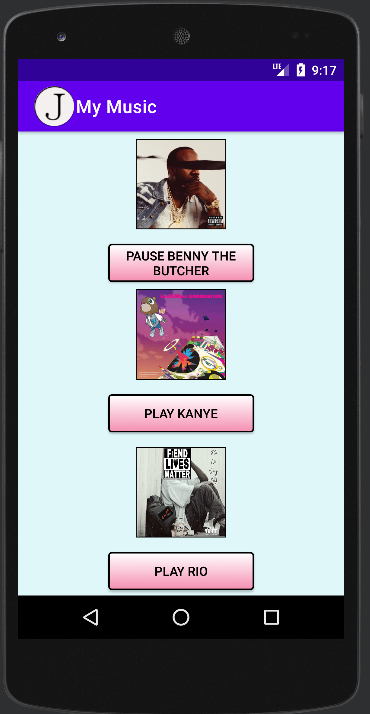 LTE
9:17
J My Music
PAUSE BENNY THE
BUTCHER
PLAY KANYE
FIEND
LIVES
MATTER
PLAY RIO